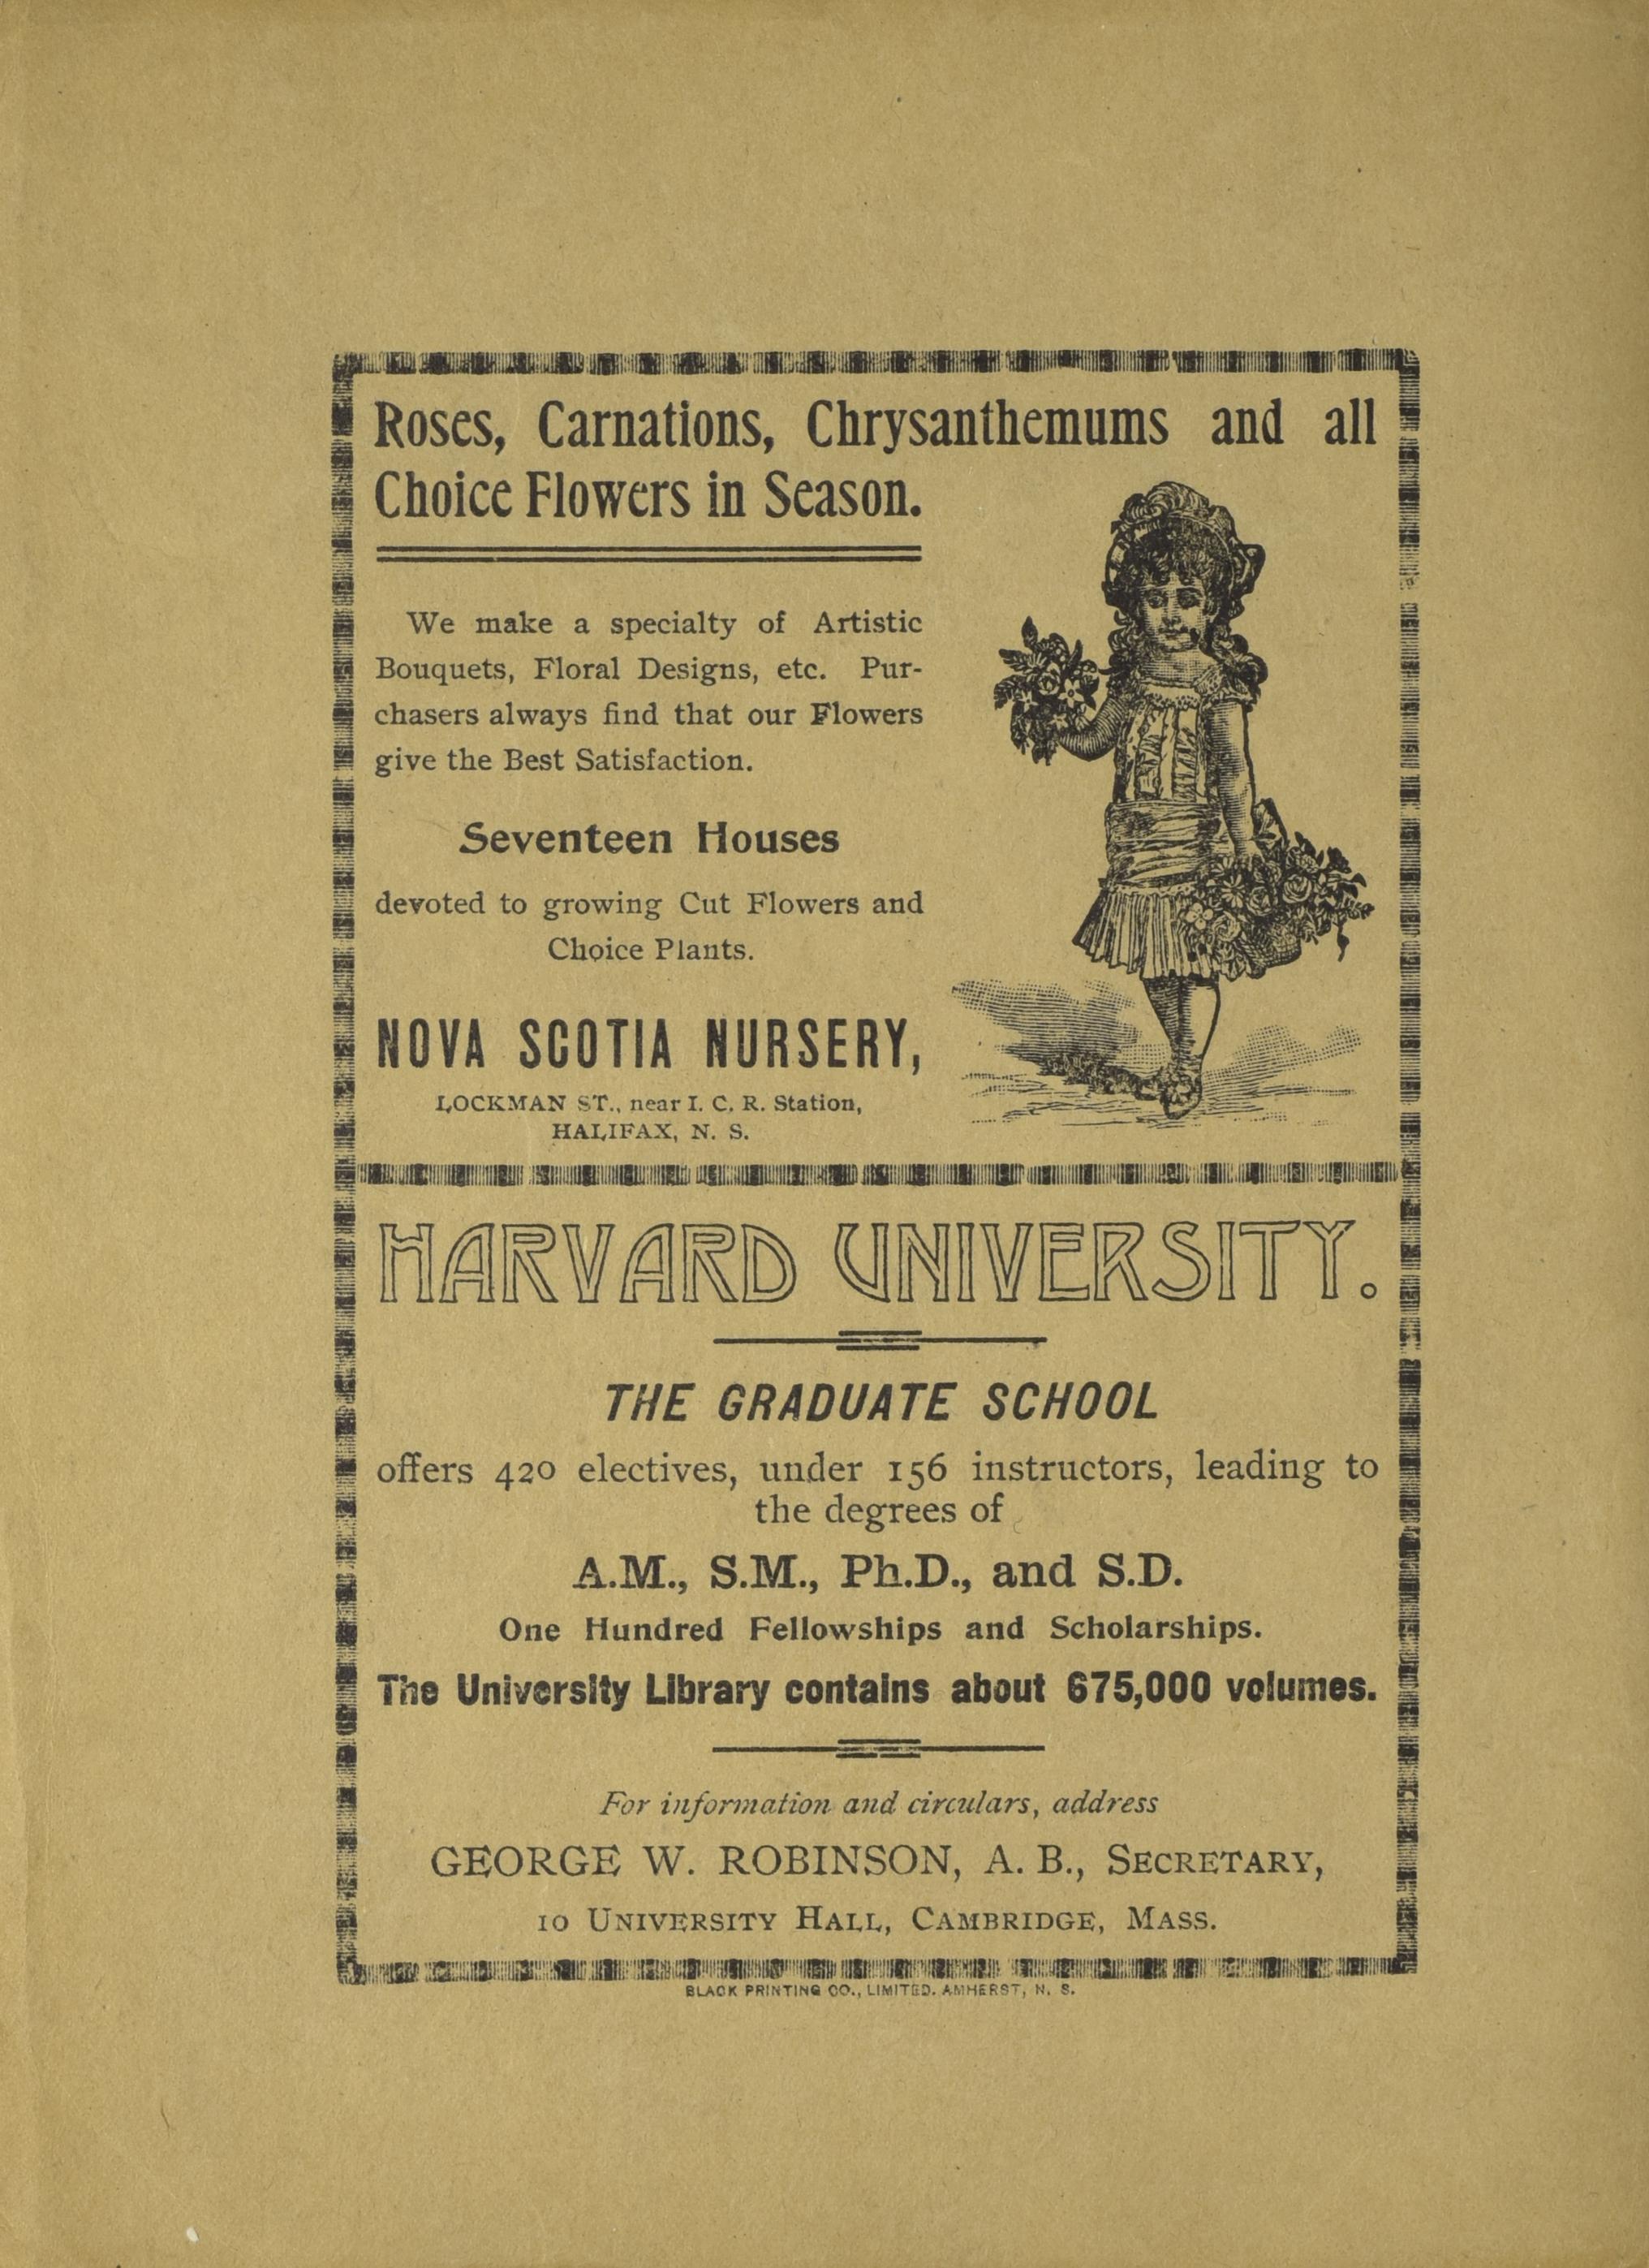 Roses, Carnations, Chrysanthemums and all
Choice Flowers in Season.
We make a specialty of Artistic
Bouquets, Floral Designs, etc. Pur-
chasers always find that our Flowers
give the Best Satisfaction.
Seventeen Houses
devoted to growing Cut Flowers and
Choice Plants.
NOVA SCOTIA NURSERY,
LOCKMAN ST., near I. C. R. Station,
HALIFAX, N. S.
HARVARD UNIVERSITY.
THE GRADUATE SCHOOL
offers 420 electives, under 156 instructors, leading to
the degrees of
A.M., S.M., Ph.D., and S.D.
One Hundred Fellowships and Scholarships.
The University Library contains about 675,000 volumes.
For information and circulars, address
GEORGE W. ROBINSON, A. B., SECRETARY,
10 UNIVERSITY HALL, CAMBRIDGE, MASS.
BLACK PRINTING CO., LIMITED. AMHERST, N. S.